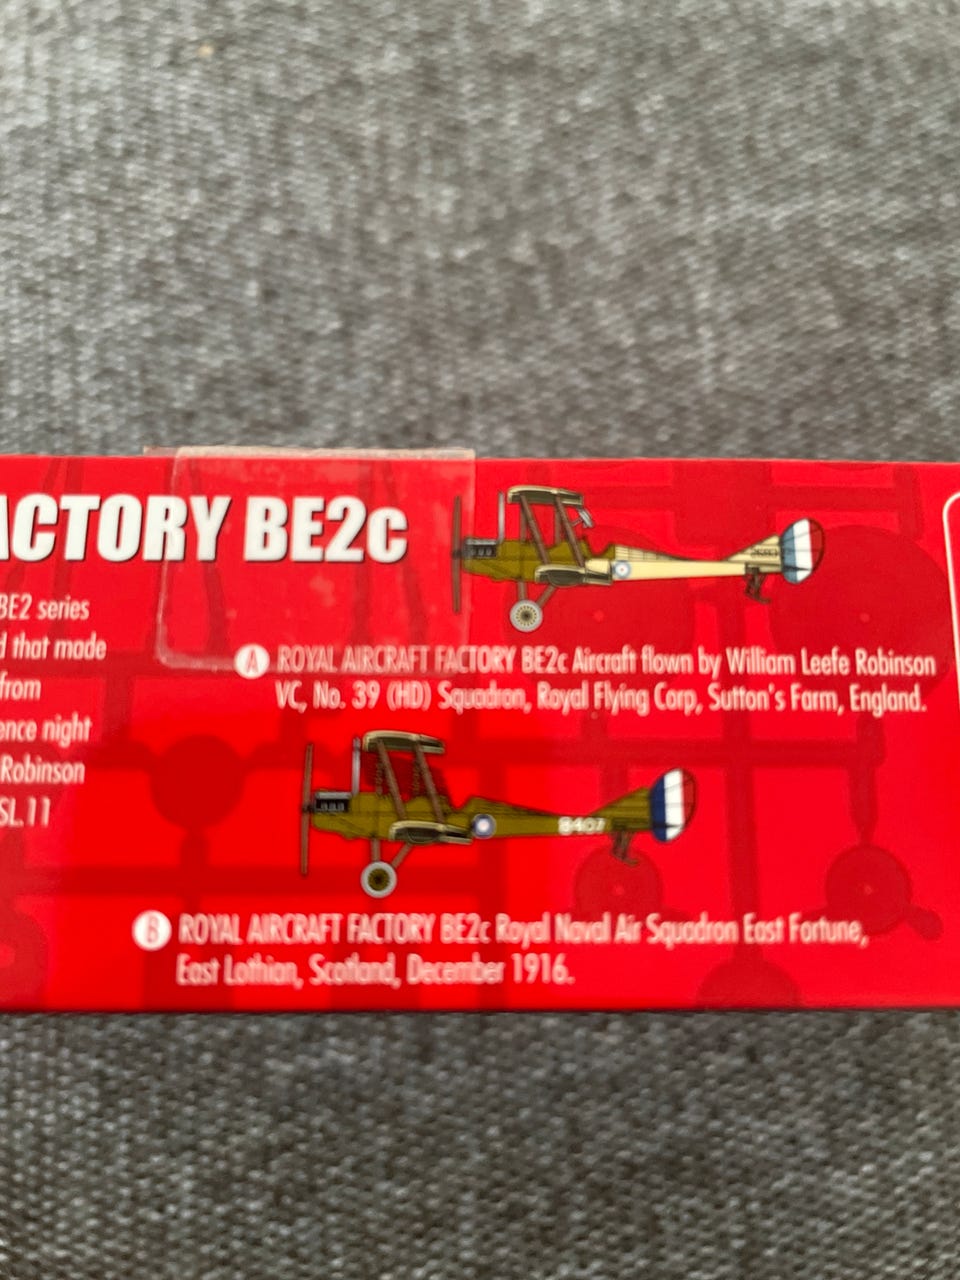 ACTORY BE2c
BE2 series
d that made
from
ence night
Robinson
SL.11
A ROYAL AIRCRAFT FACTORY BE2c Aircraft flown by William Leefe Robinson
VC, No. 39 (HD) Squadron, Royal Flying Corp, Sutton's Farm, England.
8407
B ROYAL AIRCRAFT FACTORY BE2c Royal Naval Air Squadron East Fortune,
East Lothian, Scotland, December 1916.